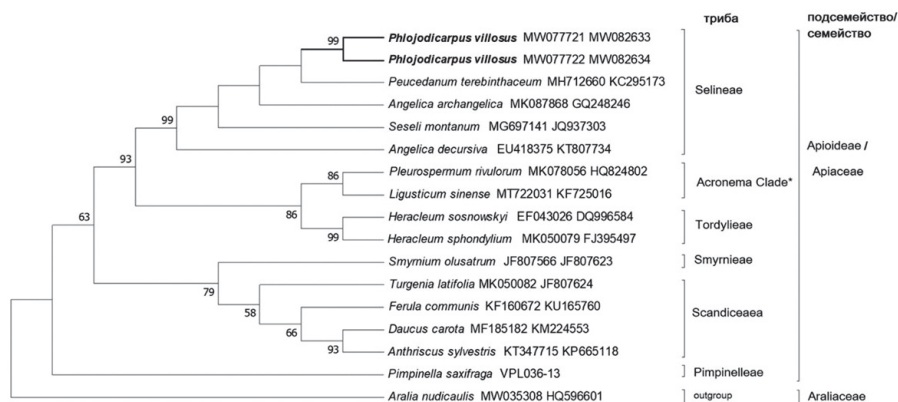 триба
подсемейство/
семейство
99
Phlojodicarpus villosus MW077721 MW082633
Phlojodicarpus villosus MW077722 MW082634
Peucedanum terebinthaceum MH712660 KC295173
Selineae
Angelica archangelica MK087868 GQ248246
99
Seseli montanum MG697141 JQ937303
Angelica decursiva EU418375 KT807734
Apioideae /
Apiaceae
93
86
Pleurospermum rivulorum MK078056 HQ824802
Acronema Clade*
Ligusticum sinense MT722031 KF725016
86
63
Heracleum sosnowskyi EF043026 DQ996584
Tordylieae
99
Heracleum sphondylium MK050079 FJ395497
Smyrnium olusatrum JF807566 JF807623
Smyrnieae
79
Turgenia latifolia MK050082 JF807624
58
Ferula communis KF160672 KU165760
Scandiceaea
66
Daucus carota MF185182 KM224553
93
Anthriscus sylvestris KT347715 KP665118
Pimpinella saxifraga VPL036-13
Pimpinelleae
Aralia nudicaulis MW035308 HQ596601
outgroup
Araliaceae